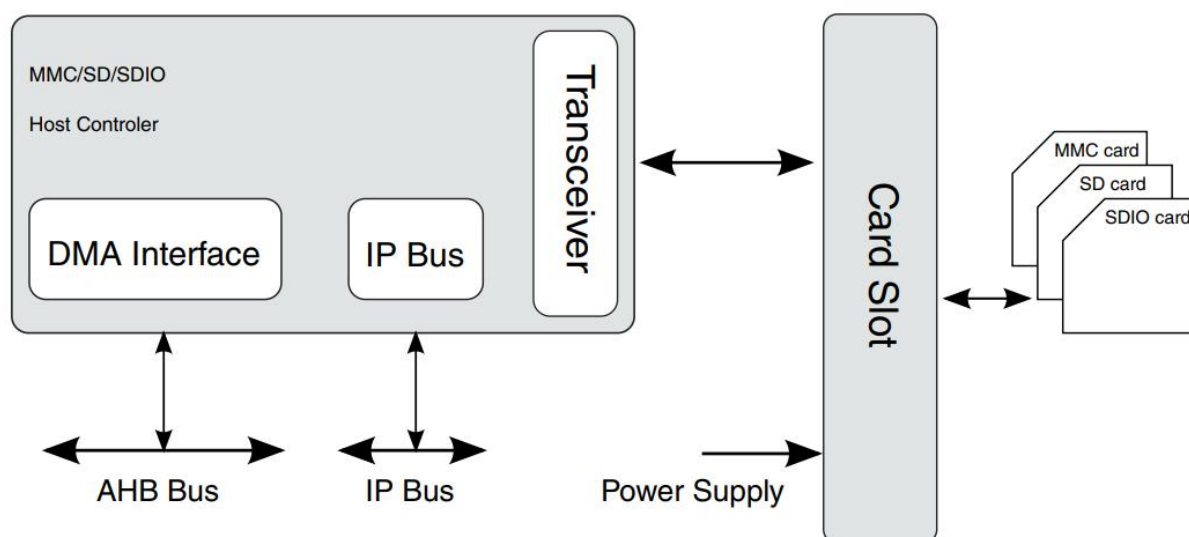 MMC/SD/SDIO
Host Controler
Transceiver
DMA Interface
IP Bus
Card Slot
MMC card
SD card
SDIO card
AHB Bus
IP Bus
Power Supply